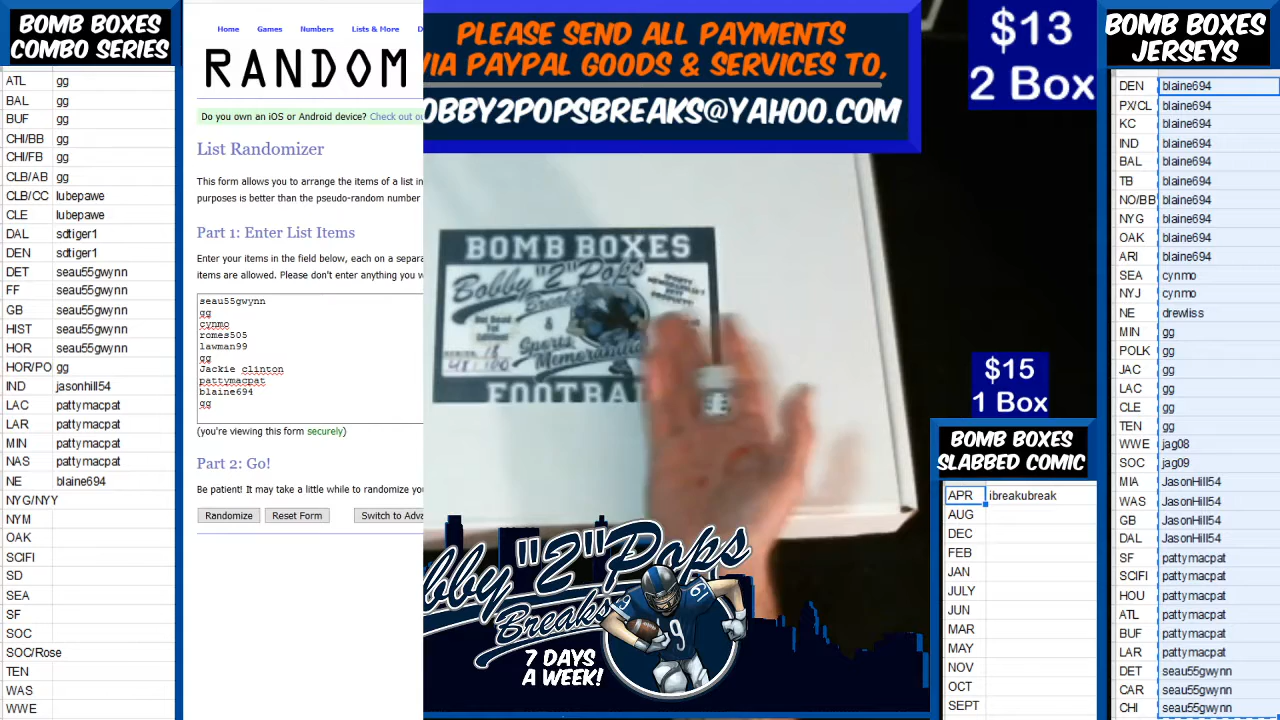 BOMB BOXES
COMBO SERIES
ATL gg
BAL gg
BUF gg
CHI/BB gg
CHI/FB gg
CLB/AB gg
CLB/CC lubepawe
CLE lubepawe
DAL sdtiger1
DEN sdtiger1
DET seau55gwynn
FF seau55gwynn
GB seau55gwynn
HIST seau55gwynn
HOR seau55gwynn
HOR/PO gg
IND jasonhill54
LAC pattymacpat
LAR pattymacpat
MIN pattymacpat
NAS pattymacpat
NE blaine694
NYG/NYY
NYM
OAK
SCIFI
SD
SEA
SF
SOC
SOC/Rose
TEN
WAS
WWE
Home Games Numbers Lists & More D
RANDOM
Do you own an iOS or Android device? Check out ou
List Randomizer
This form allows you to arrange the items of a list in
purposes is better than the pseudo-random number
Part 1: Enter List Items
Enter your items in the field below, each on a separa
items are allowed. Please don't enter anything you w
seau55gwynn
gg
cynmo
romes505
lawman99
gg
Jackie clinton
pattymacpat
blaine694
gg
(you're viewing this form securely)
Part 2: Go!
Be patient! It may take a little while to randomize you
Randomize Reset Form Switch to Adva
PLEASE SEND ALL PAYMENTS
VIA PAYPAL GOODS & SERVICES TO,
OBBY2POPSBREAKS@YAHOO.COM
BOMB BOXES
Bobby "2" Pops
Breaks
&
Sports
Memorabilia
FOOTBA
bby "2" Pops
Breaks
7 DAYS
A WEEK!
$13
2 Box
$15
1 Box
BOMB BOXES
SLABBED COMIC
APR ibreakubreak
AUG
DEC
FEB
JAN
JULY
JUN
MAR
MAY
NOV
OCT
SEPT
BOMB BOXES
JERSEYS
DEN blaine694
PX/CL blaine694
KC blaine694
IND blaine694
BAL blaine694
TB blaine694
NO/BB blaine694
NYG blaine694
OAK blaine694
ARI blaine694
SEA cynmo
NYJ cynmo
NE drewliss
MIN gg
POLK gg
JAC gg
LAC gg
CLE gg
TEN gg
WWE jag08
SOC jag09
MIA JasonHill54
WAS JasonHill54
GB JasonHill54
DAL JasonHill54
SF pattymacpat
SCIFI pattymacpat
HOU pattymacpat
ATL pattymacpat
BUF pattymacpat
LAR pattymacpat
DET seau55gwynn
CAR seau55gwynn
CHI seau55gwynn